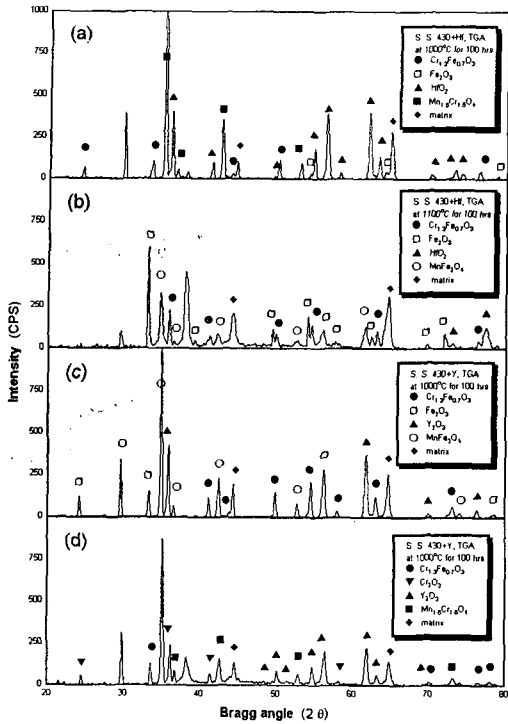 1000
(a)
S. S. 430+Hf, TGA
at 1000°C for 100 hrs
Cr1.3Fe0.7O3
Fe2O3
HfO2
Mn1.5Cr1.5O4
matrix
750
500
250
0
(b)
S. S. 430+Hf, TGA
at 1100°C for 100 hrs
Cr1.3Fe0.7O3
Fe2O3
HfO2
MnFe2O4
matrix
750
500
250
0
(c)
S. S. 430+Y, TGA
at 1000°C for 100 hrs
Cr1.3Fe0.7O3
Fe2O3
Y2O3
MnFe2O4
matrix
750
500
250
0
(d)
S. S. 430+Y, TGA
at 1000°C for 100 hrs
Cr1.3Fe0.7O3
Cr2O3
Y2O3
Mn1.5Cr1.5O4
matrix
750
500
250
0
Intensity (CPS)
20 30 40 50 60 70 80
Bragg angle (2 θ)